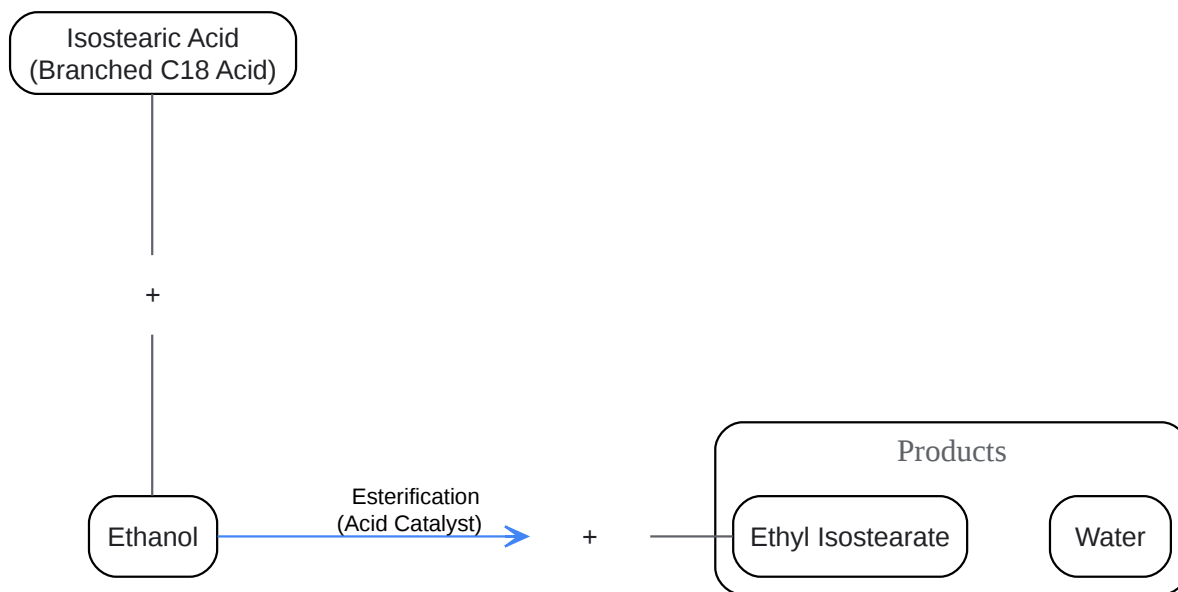 Isostearic Acid
(Branched C18 Acid)
+
Products
Esterification
(Acid Catalyst)
Ethanol
+
Ethyl Isostearate
Water